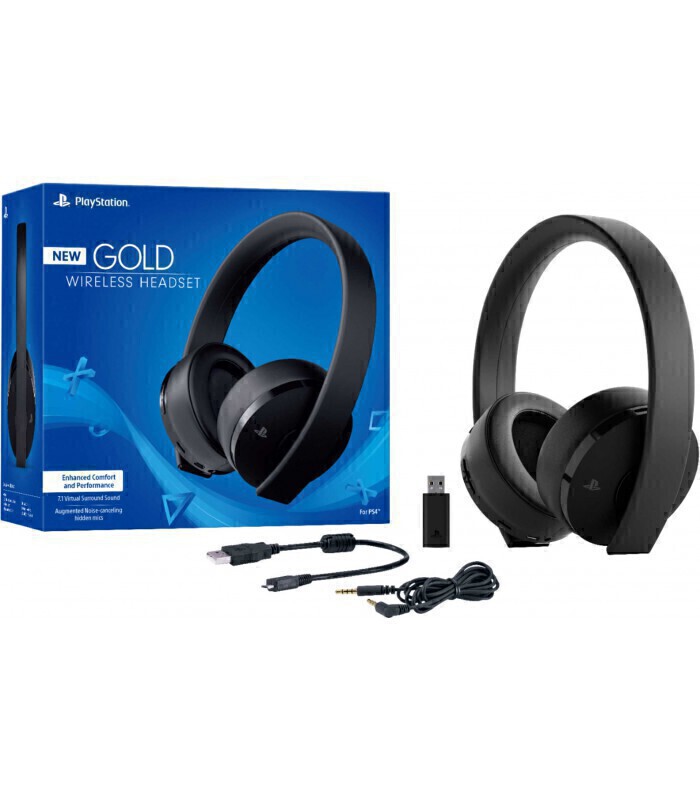 PlayStation
NEW GOLD
WIRELESS HEADSET
Enhanced Comfort
and Performance
7.1 Virtual Surround Sound
Augmented Noise-canceling
hidden mics
For PS4™